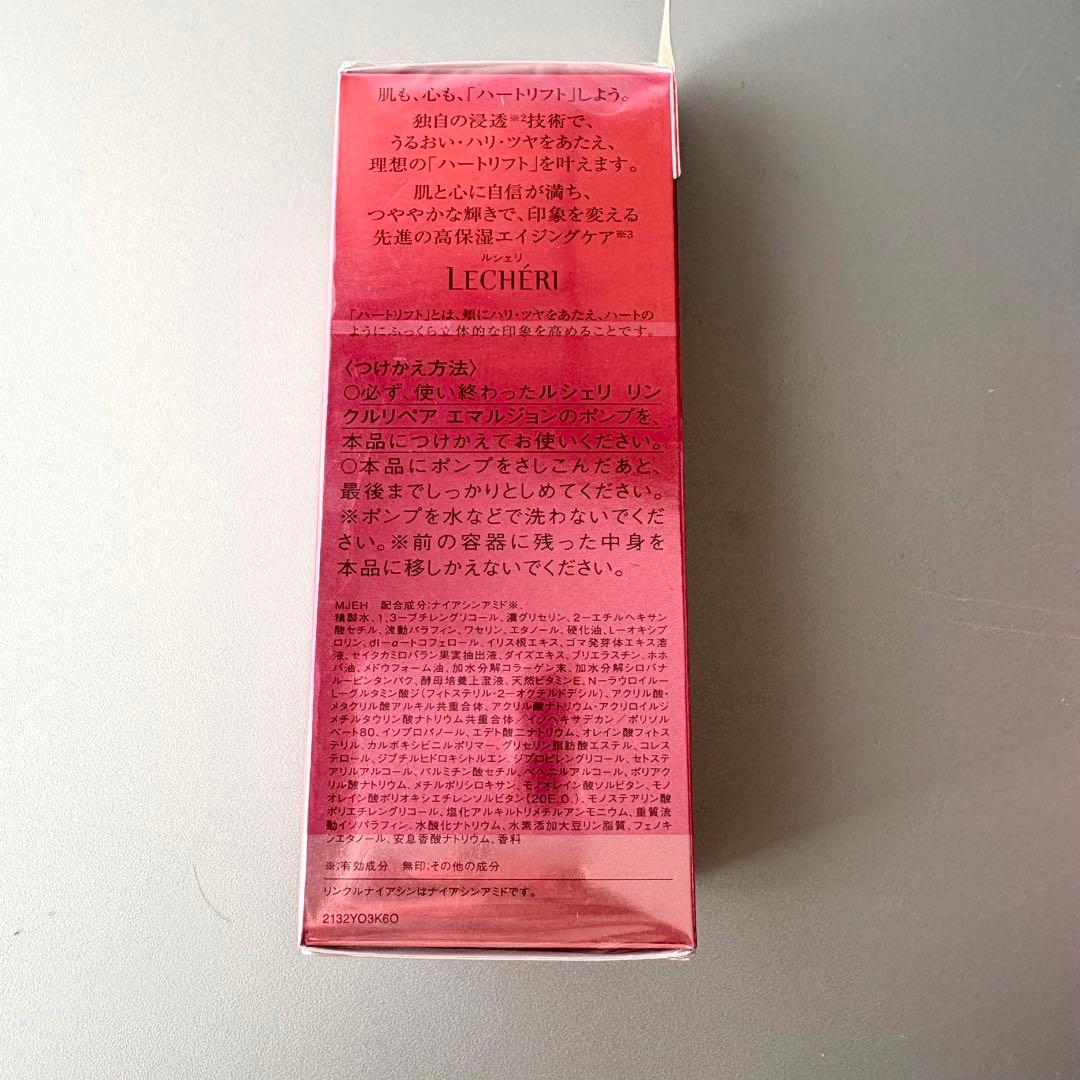 肌も、心も、「ハートリフト」しよう。
独自の浸透※2技術で、
うるおい・ハリ・ツヤをあたえ、
理想の「ハートリフト」を叶えます。
肌と心に自信が満ち、
つややかな輝きで、印象を変える
先進の高保湿エイジングケア※3
ルシェリ
LECHÉRI
「ハートリフト」とは、頬にハリ・ツヤをあたえ、ハートの
ようにふっくら立体的な印象を高めることです。
〈つけかえ方法〉
○必ず、使い終わったルシェリ リン
クルリペア エマルジョンのポンプを、
本品につけかえてお使いください。
○本品にポンプをさしこんだあと、
最後までしっかりとしめてください。
※ポンプを水などで洗わないでくだ
さい。※前の容器に残った中身を
本品に移しかえないでください。
MJEH 配合成分:ナイアシンアミド※、
精製水、1,3-ブチレングリコール、濃グリセリン、2-エチルヘキサン
酸セチル、流動パラフィン、ワセリン、エタノール、硬化油、L-オキシプ
ロリン、dl-α-トコフェロール、イリス根エキス、ゴマ発芽体エキス溶
液、セイヨウミロバラン果実抽出液、ダイズエキス、プリエラスチン、ホホ
バ油、メドウフォーム油、加水分解コラーゲン末、加水分解シロバナ
ルーピンタンパク、酵母培養上澄液、天然ビタミンE、N-ラウロイル-
L-グルタミン酸ジ(フィトステリル・2-オクチルドデシル)、アクリル酸・
メタクリル酸アルキル共重合体、アクリル酸ナトリウム・アクリロイルジ
メチルタウリン酸ナトリウム共重合体/イソヘキサデカン/ポリソル
ベート80、イソプロパノール、エデト酸二ナトリウム、オレイン酸フィトス
テリル、カルボキシビニルポリマー、グリセリン脂肪酸エステル、コレス
テロール、ジブチルヒドロキシトルエン、ジプロピレングリコール、セトステ
アリルアルコール、パルミチン酸セチル、ベヘニルアルコール、ポリアク
リル酸ナトリウム、メチルポリシロキサン、モノオレイン酸ソルビタン、モノ
オレイン酸ポリオキシエチレンソルビタン(20E.O.)、モノステアリン酸
ポリエチレングリコール、塩化アルキルトリメチルアンモニウム、重質流
動イソパラフィン、水酸化ナトリウム、水素添加大豆リン脂質、フェノキ
シエタノール、安息香酸ナトリウム、香料
※;有効成分 無印;その他の成分
リンクルナイアシンはナイアシンアミドです。
2132YO3K6O